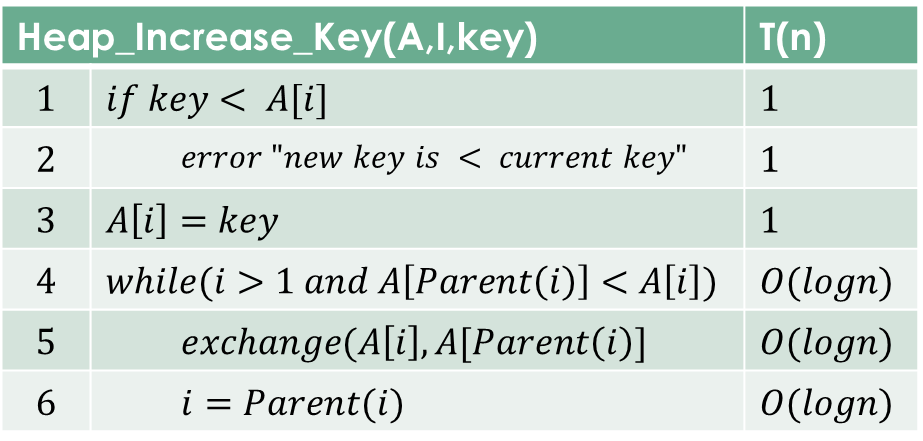 Heap_Increase_Key(A,I,key) T(n)
1 if key < A[i] 1
2 error "new key is < current key" 1
3 A[i] = key 1
4 while(i > 1 and A[Parent(i)] < A[i]) O(logn)
5 exchange(A[i], A[Parent(i)] O(logn)
6 i = Parent(i) O(logn)